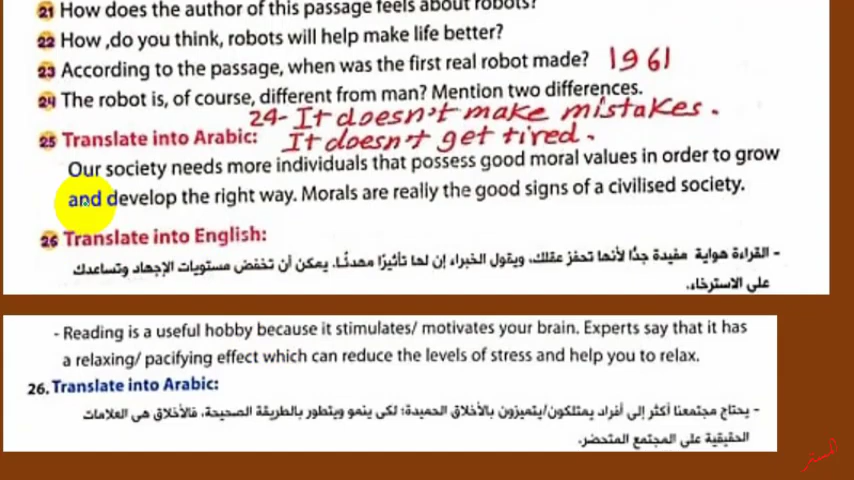 21 How does the author of this passage feels about robots?
22 How ,do you think, robots will help make life better?
23 According to the passage, when was the first real robot made? 1961
24 The robot is, of course, different from man? Mention two differences.
24- It doesn't make mistakes.
25 Translate into Arabic: It doesn't get tired.
Our society needs more individuals that possess good moral values in order to grow
and develop the right way. Morals are really the good signs of a civilised society.
26 Translate into English:
- القراءة هواية مفيدة جدًا لأنها تحفز عقلك، ويقول الخبراء إن لها تأثيرًا مهدئًا. يمكن أن تخفض مستويات الإجهاد وتساعدك
على الاسترخاء.
- Reading is a useful hobby because it stimulates/ motivates your brain. Experts say that it has
a relaxing/ pacifying effect which can reduce the levels of stress and help you to relax.
26. Translate into Arabic:
- يحتاج مجتمعنا أكثر إلى أفراد يمتلكون/يتميزون بالأخلاق الحميدة؛ لكى ينمو ويتطور بالطريقة الصحيحة، فالأخلاق هى العلامات
الحقيقية على المجتمع المتحضر.
المستر